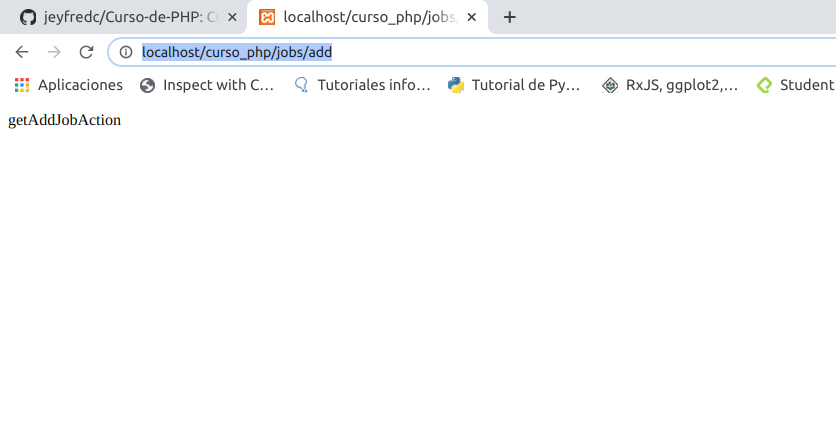 jeyfredc/Curso-de-PHP: C
localhost/curso_php/jobs
localhost/curso_php/jobs/add
Aplicaciones Inspect with C… Tutoriales info… Tutorial de Py… RxJS, ggplot2,… Student
getAddJobAction